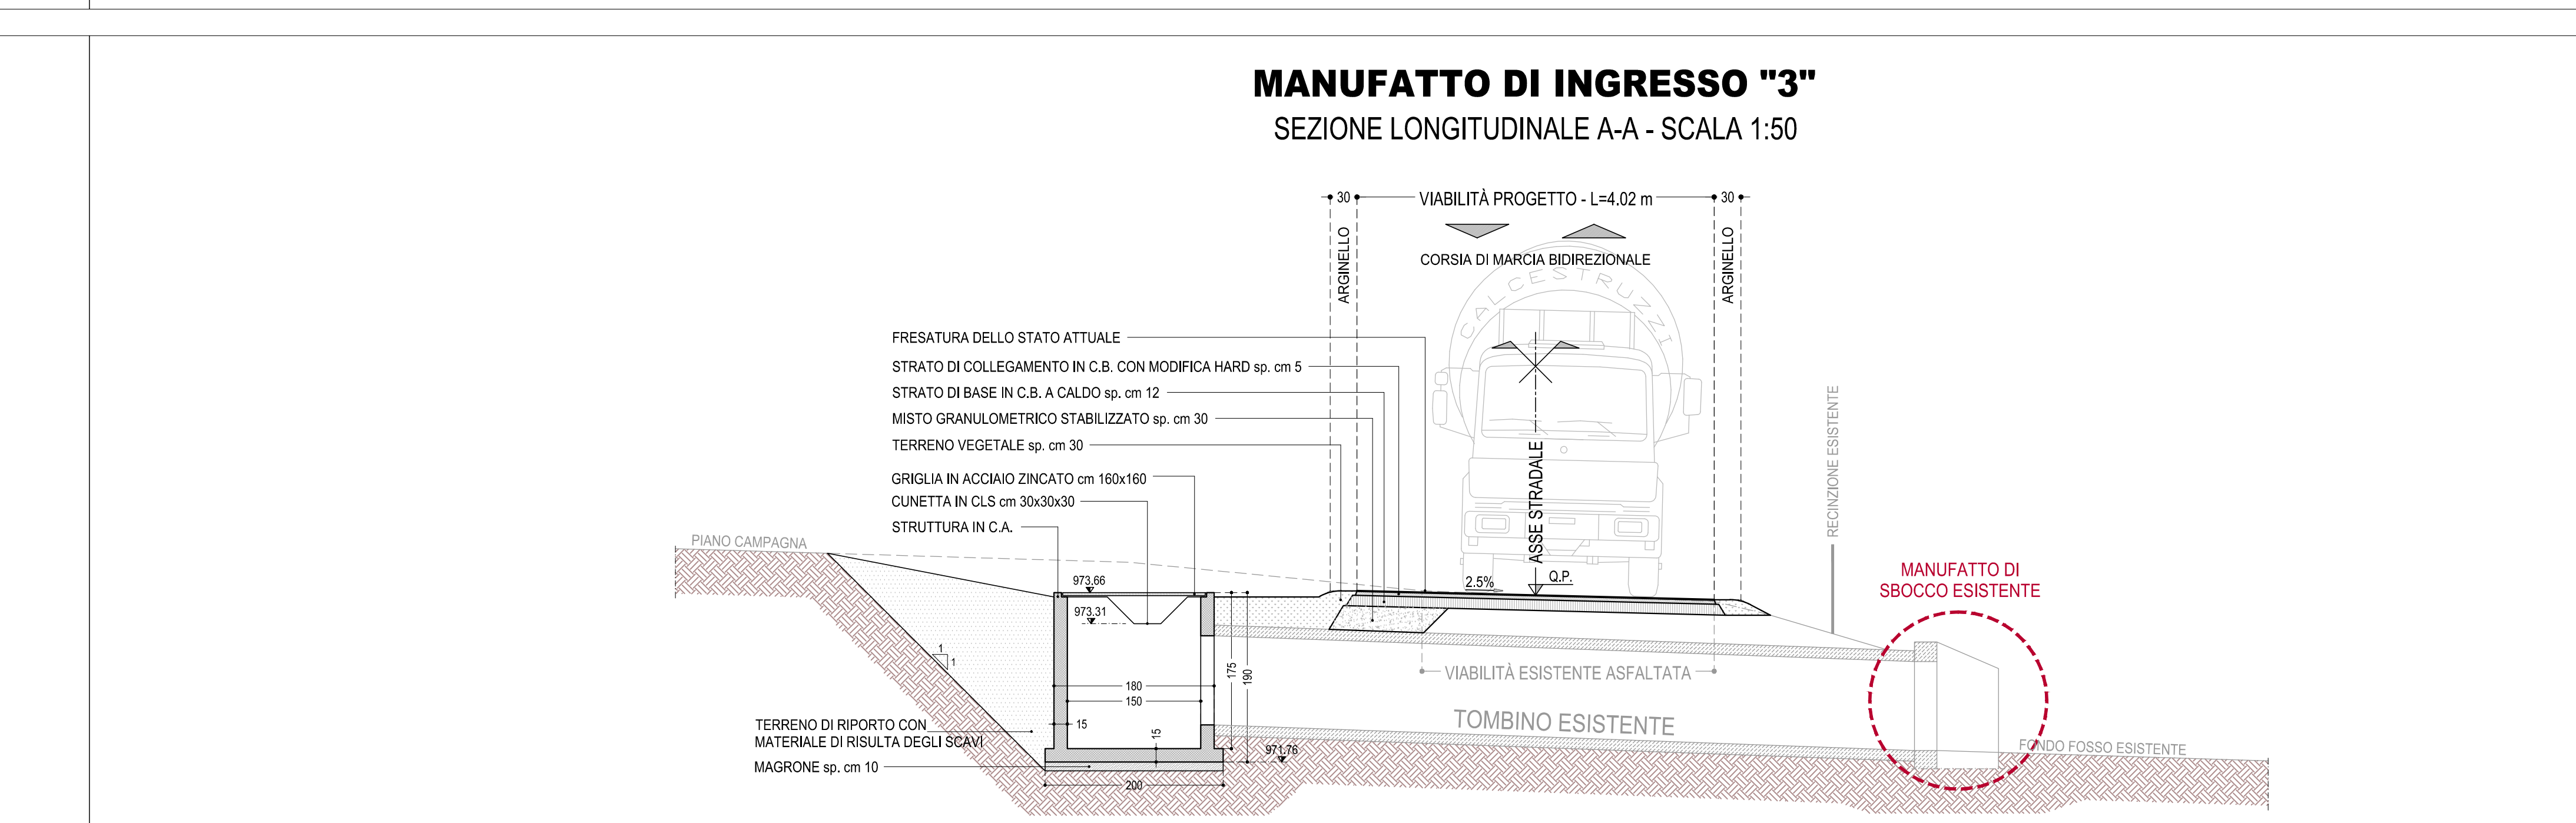 MANUFATTO DI INGRESSO "3"
SEZIONE LONGITUDINALE A-A - SCALA 1:50
30
VIABILITÀ PROGETTO - L=4.02 m
30
ARGINELLO
CORSIA DI MARCIA BIDIREZIONALE
ARGINELLO
CALCESTRUZZI
FRESATURA DELLO STATO ATTUALE
STRATO DI COLLEGAMENTO IN C.B. CON MODIFICA HARD sp. cm 5
STRATO DI BASE IN C.B. A CALDO sp. cm 12
MISTO GRANULOMETRICO STABILIZZATO sp. cm 30
TERRENO VEGETALE sp. cm 30
GRIGLIA IN ACCIAIO ZINCATO cm 160x160
CUNETTA IN CLS cm 30x30x30
STRUTTURA IN C.A.
ASSE STRADALE
RECINZIONE ESISTENTE
PIANO CAMPAGNA
MANUFATTO DI
SBOCCO ESISTENTE
973.66
2.5%
Q.P.
973.31
1
1
175
190
VIABILITÀ ESISTENTE ASFALTATA
180
150
15
15
TOMBINO ESISTENTE
TERRENO DI RIPORTO CON
MATERIALE DI RISULTA DEGLI SCAVI
971.76
FONDO FOSSO ESISTENTE
MAGRONE sp. cm 10
200